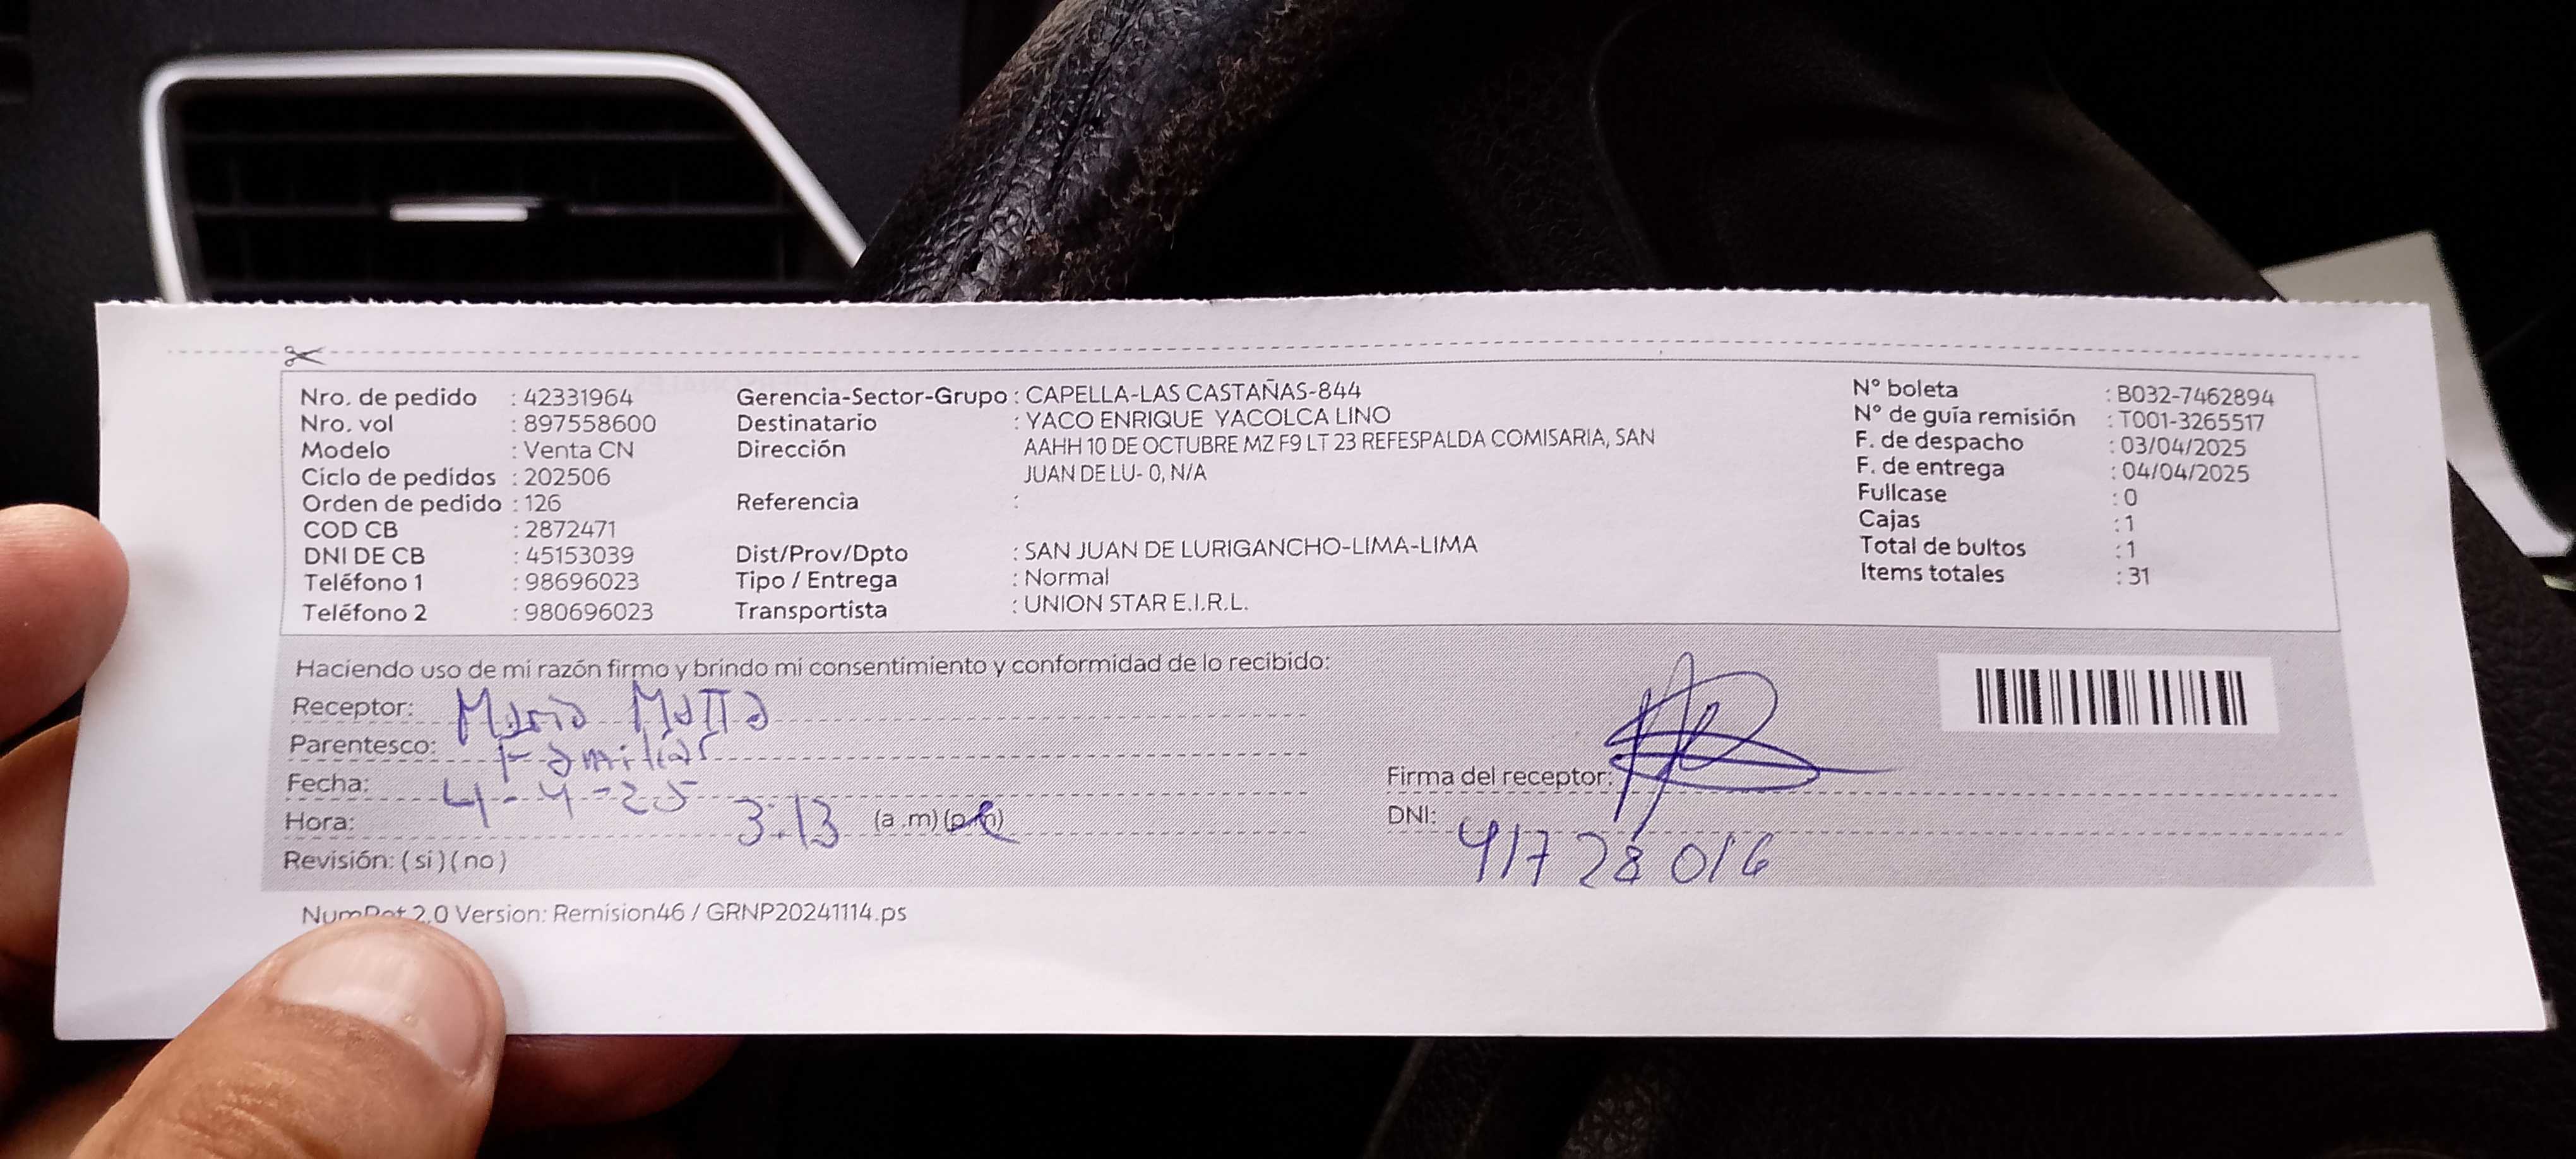 Nro. de pedido : 42331964
Nro. vol : 897558600
Modelo : Venta CN
Ciclo de pedidos : 202506
Orden de pedido : 126
COD CB : 2872471
DNI DE CB : 45153039
Teléfono 1 : 98696023
Teléfono 2 : 980696023
Gerencia-Sector-Grupo : CAPELLA-LAS CASTAÑAS-844
Destinatario : YACO ENRIQUE YACOLCA LINO
Dirección AAHH 10 DE OCTUBRE MZ F9 LT 23 REFESPALDA COMISARIA, SAN
JUAN DE LU- 0, N/A
Referencia :
Dist/Prov/Dpto : SAN JUAN DE LURIGANCHO-LIMA-LIMA
Tipo / Entrega : Normal
Transportista : UNION STAR E.I.R.L.
N° boleta : B032-7462894
N° de guía remisión : T001-3265517
F. de despacho : 03/04/2025
F. de entrega : 04/04/2025
Fullcase : 0
Cajas : 1
Total de bultos : 1
Items totales : 31
Haciendo uso de mi razón firmo y brindo mi consentimiento y conformidad de lo recibido:
Receptor: Maria
Parentesco: Familiar
Fecha: 4-4-25
Hora: 3:13 (a.m) (p.m)
Revisión: (si) (no)
Firma del receptor:
DNI: 41728016
2.0 Version: Remision46 / GRNP20241114.ps